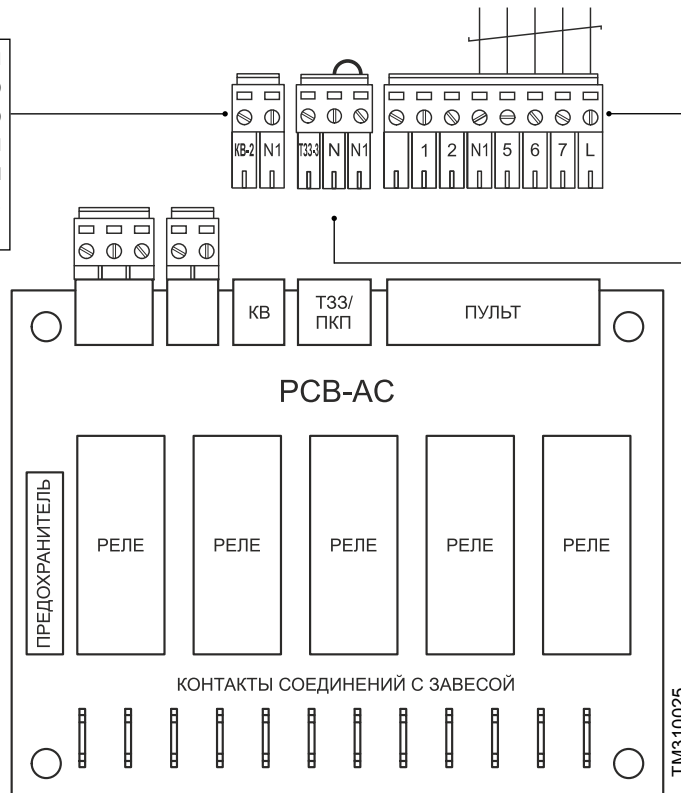 КВ-2 N1 ТЗЗ-3 N N1 1 2 N1 5 6 7 L
КВ
ТЗЗ/
ПКП
ПУЛЬТ
PCB-AC
ПРЕДОХРАНИТЕЛЬ
РЕЛЕ РЕЛЕ РЕЛЕ РЕЛЕ РЕЛЕ
КОНТАКТЫ СОЕДИНЕНИЙ С ЗАВЕСОЙ
TM310025